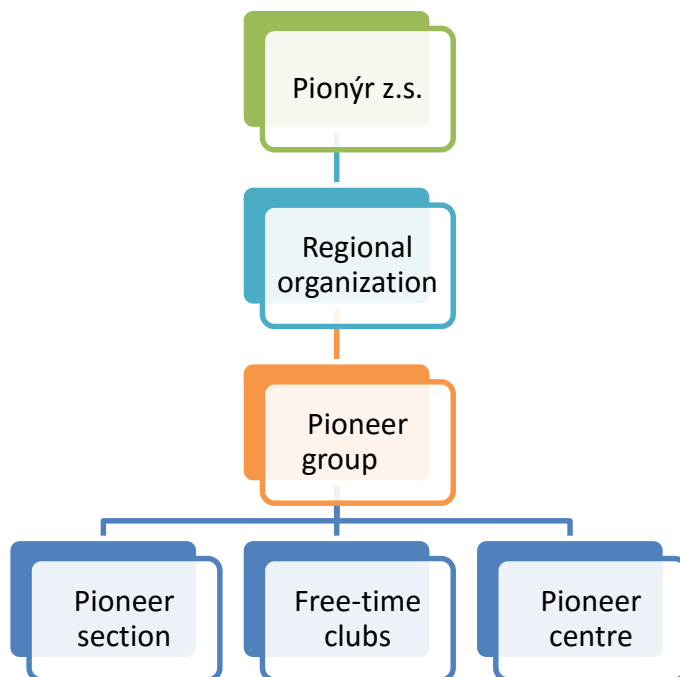 Pionýr z.s.
Regional
organization
Pioneer
group
Pioneer
section
Free-time
clubs
Pioneer
centre